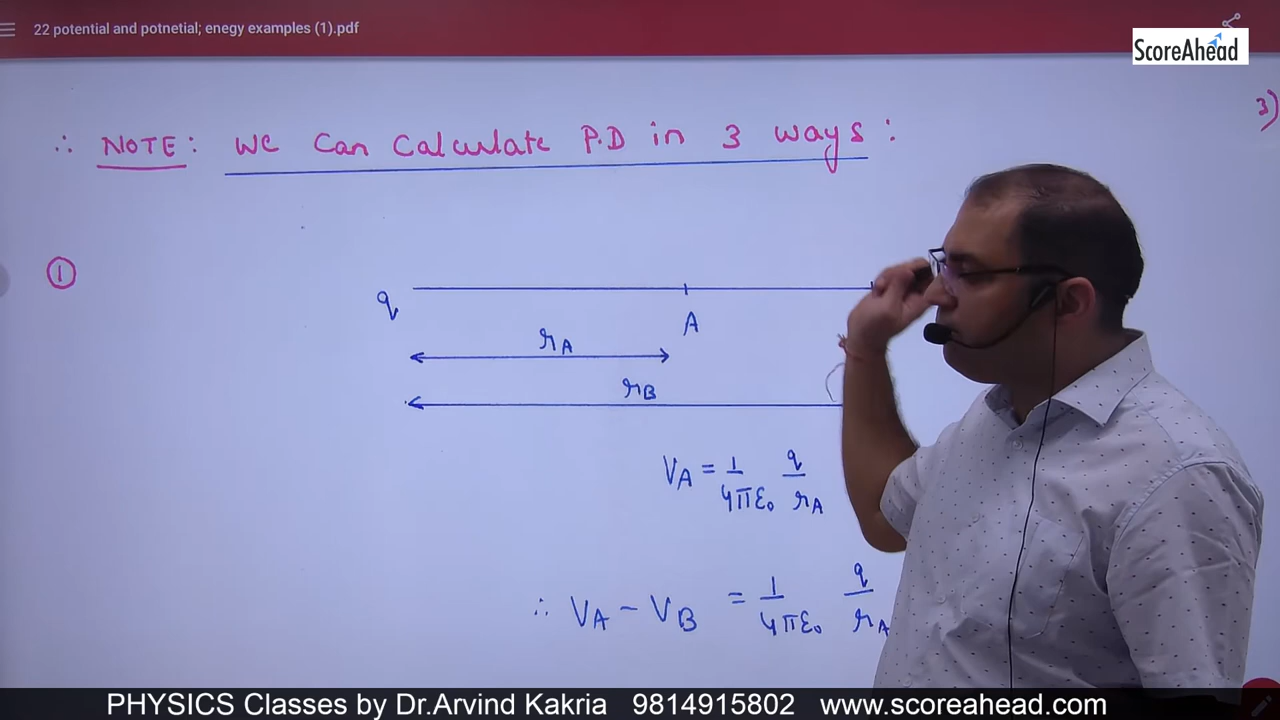 22 potential and potnetial; enegy examples (1).pdf
ScoreAhead
3)
∴ NOTE: We Can Calculate P.D in 3 ways:
①
q
A
rA
rB
VA = 1/4πε₀ q/rA
∴ VA - VB = 1/4πε₀ q/rA
PHYSICS Classes by Dr.Arvind Kakria 9814915802 www.scoreahead.com